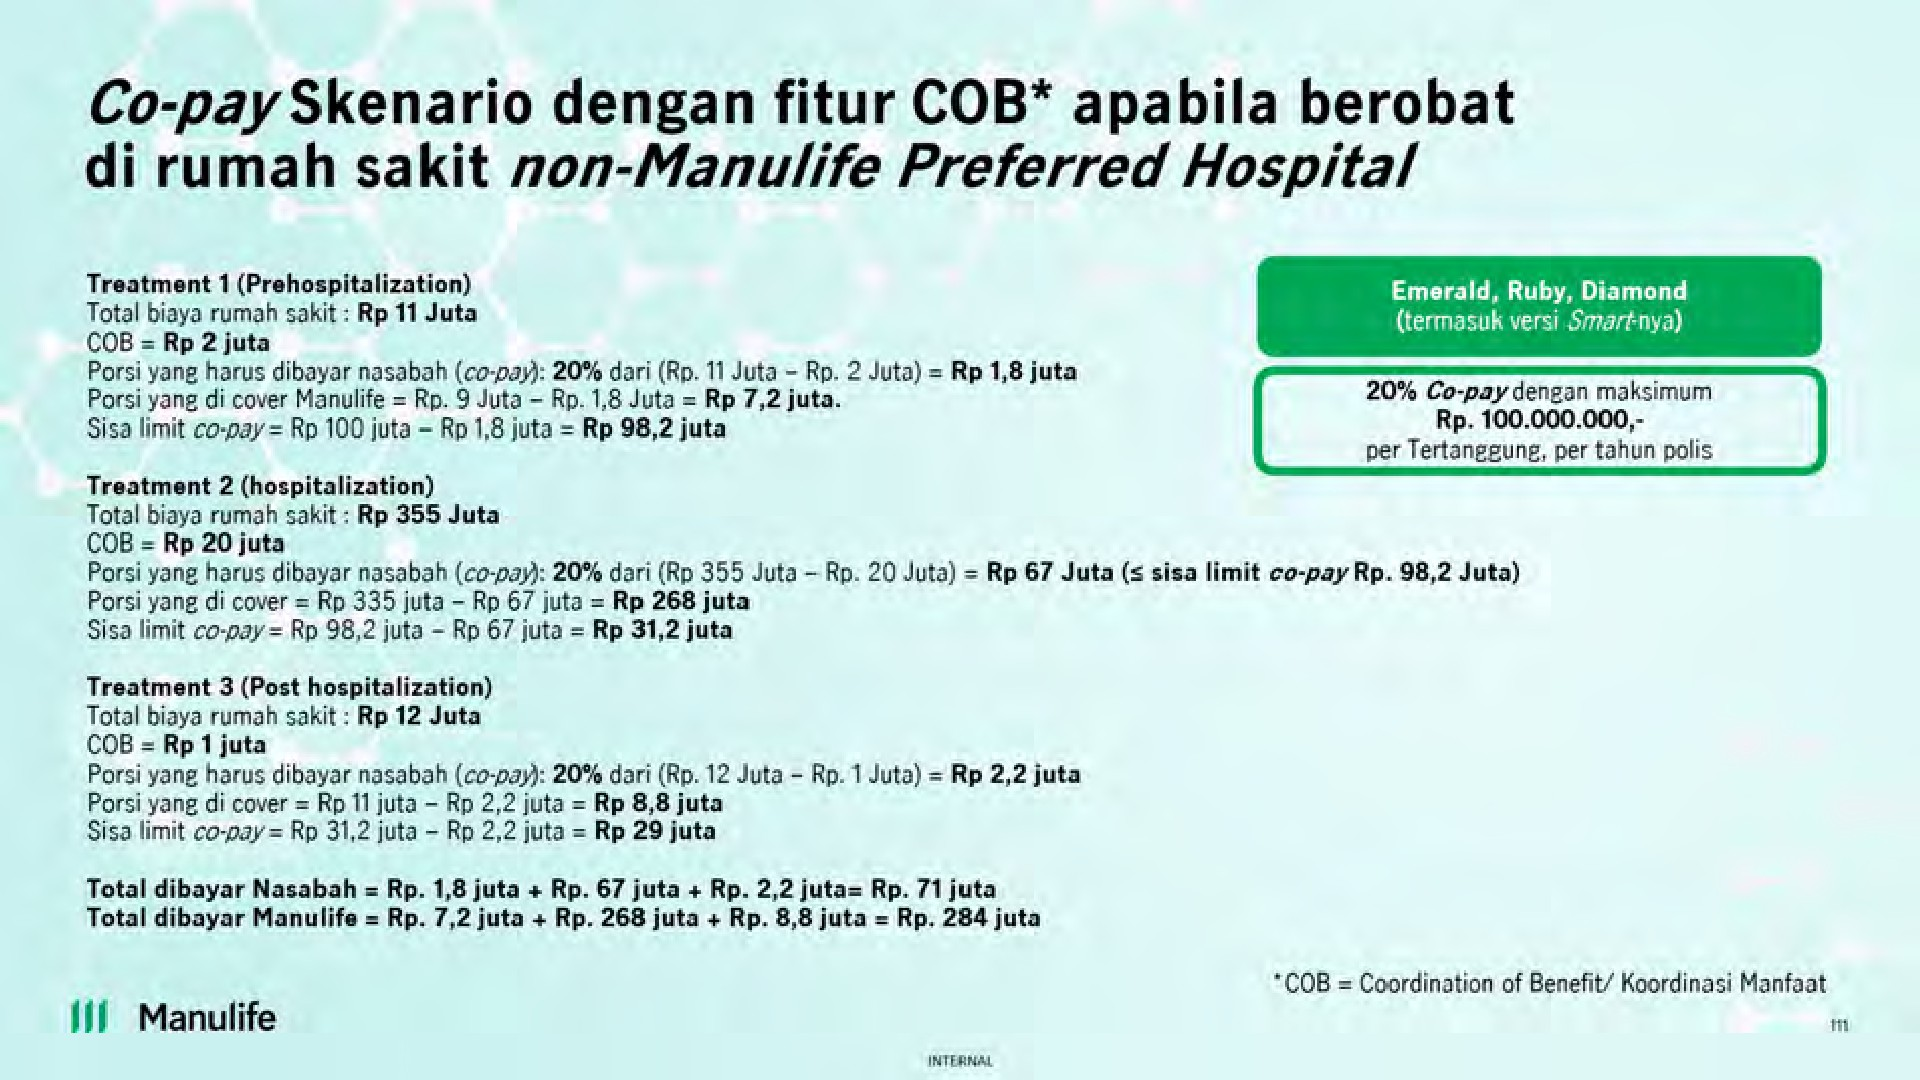 Co-pay Skenario dengan fitur COB* apabila berobat
di rumah sakit non-Manulife Preferred Hospital
Treatment 1 (Prehospitalization)
Total biaya rumah sakit : Rp 11 Juta
COB = Rp 2 juta
Porsi yang harus dibayar nasabah (co-pay): 20% dari (Rp. 11 Juta – Rp. 2 Juta) = Rp 1,8 juta
Porsi yang di cover Manulife = Rp. 9 Juta – Rp. 1,8 Juta = Rp 7,2 juta.
Sisa limit co-pay = Rp 100 juta – Rp 1,8 juta = Rp 98,2 juta
Emerald, Ruby, Diamond
(termasuk versi Smart-nya)
20% Co-pay dengan maksimum
Rp. 100.000.000,-
per Tertanggung, per tahun polis
Treatment 2 (hospitalization)
Total biaya rumah sakit : Rp 355 Juta
COB = Rp 20 juta
Porsi yang harus dibayar nasabah (co-pay): 20% dari (Rp 355 Juta – Rp. 20 Juta) = Rp 67 Juta (≤ sisa limit co-pay Rp. 98,2 Juta)
Porsi yang di cover = Rp 335 juta – Rp 67 juta = Rp 268 juta
Sisa limit co-pay = Rp 98,2 juta – Rp 67 juta = Rp 31,2 juta
Treatment 3 (Post hospitalization)
Total biaya rumah sakit : Rp 12 Juta
COB = Rp 1 juta
Porsi yang harus dibayar nasabah (co-pay): 20% dari (Rp. 12 Juta – Rp. 1 Juta) = Rp 2,2 juta
Porsi yang di cover = Rp 11 juta – Rp 2,2 juta = Rp 8,8 juta
Sisa limit co-pay = Rp 31,2 juta – Rp 2,2 juta = Rp 29 juta
Total dibayar Nasabah = Rp. 1,8 juta + Rp. 67 juta + Rp. 2,2 juta= Rp. 71 juta
Total dibayar Manulife = Rp. 7,2 juta + Rp. 268 juta + Rp. 8,8 juta = Rp. 284 juta
*COB = Coordination of Benefit/ Koordinasi Manfaat
Manulife
111
INTERNAL